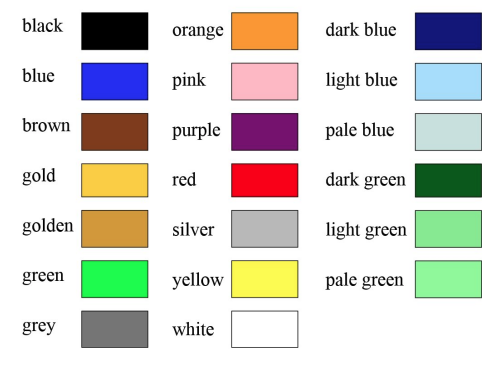 black
blue
brown
gold
golden
green
grey
orange
pink
purple
red
silver
yellow
white
dark blue
light blue
pale blue
dark green
light green
pale green